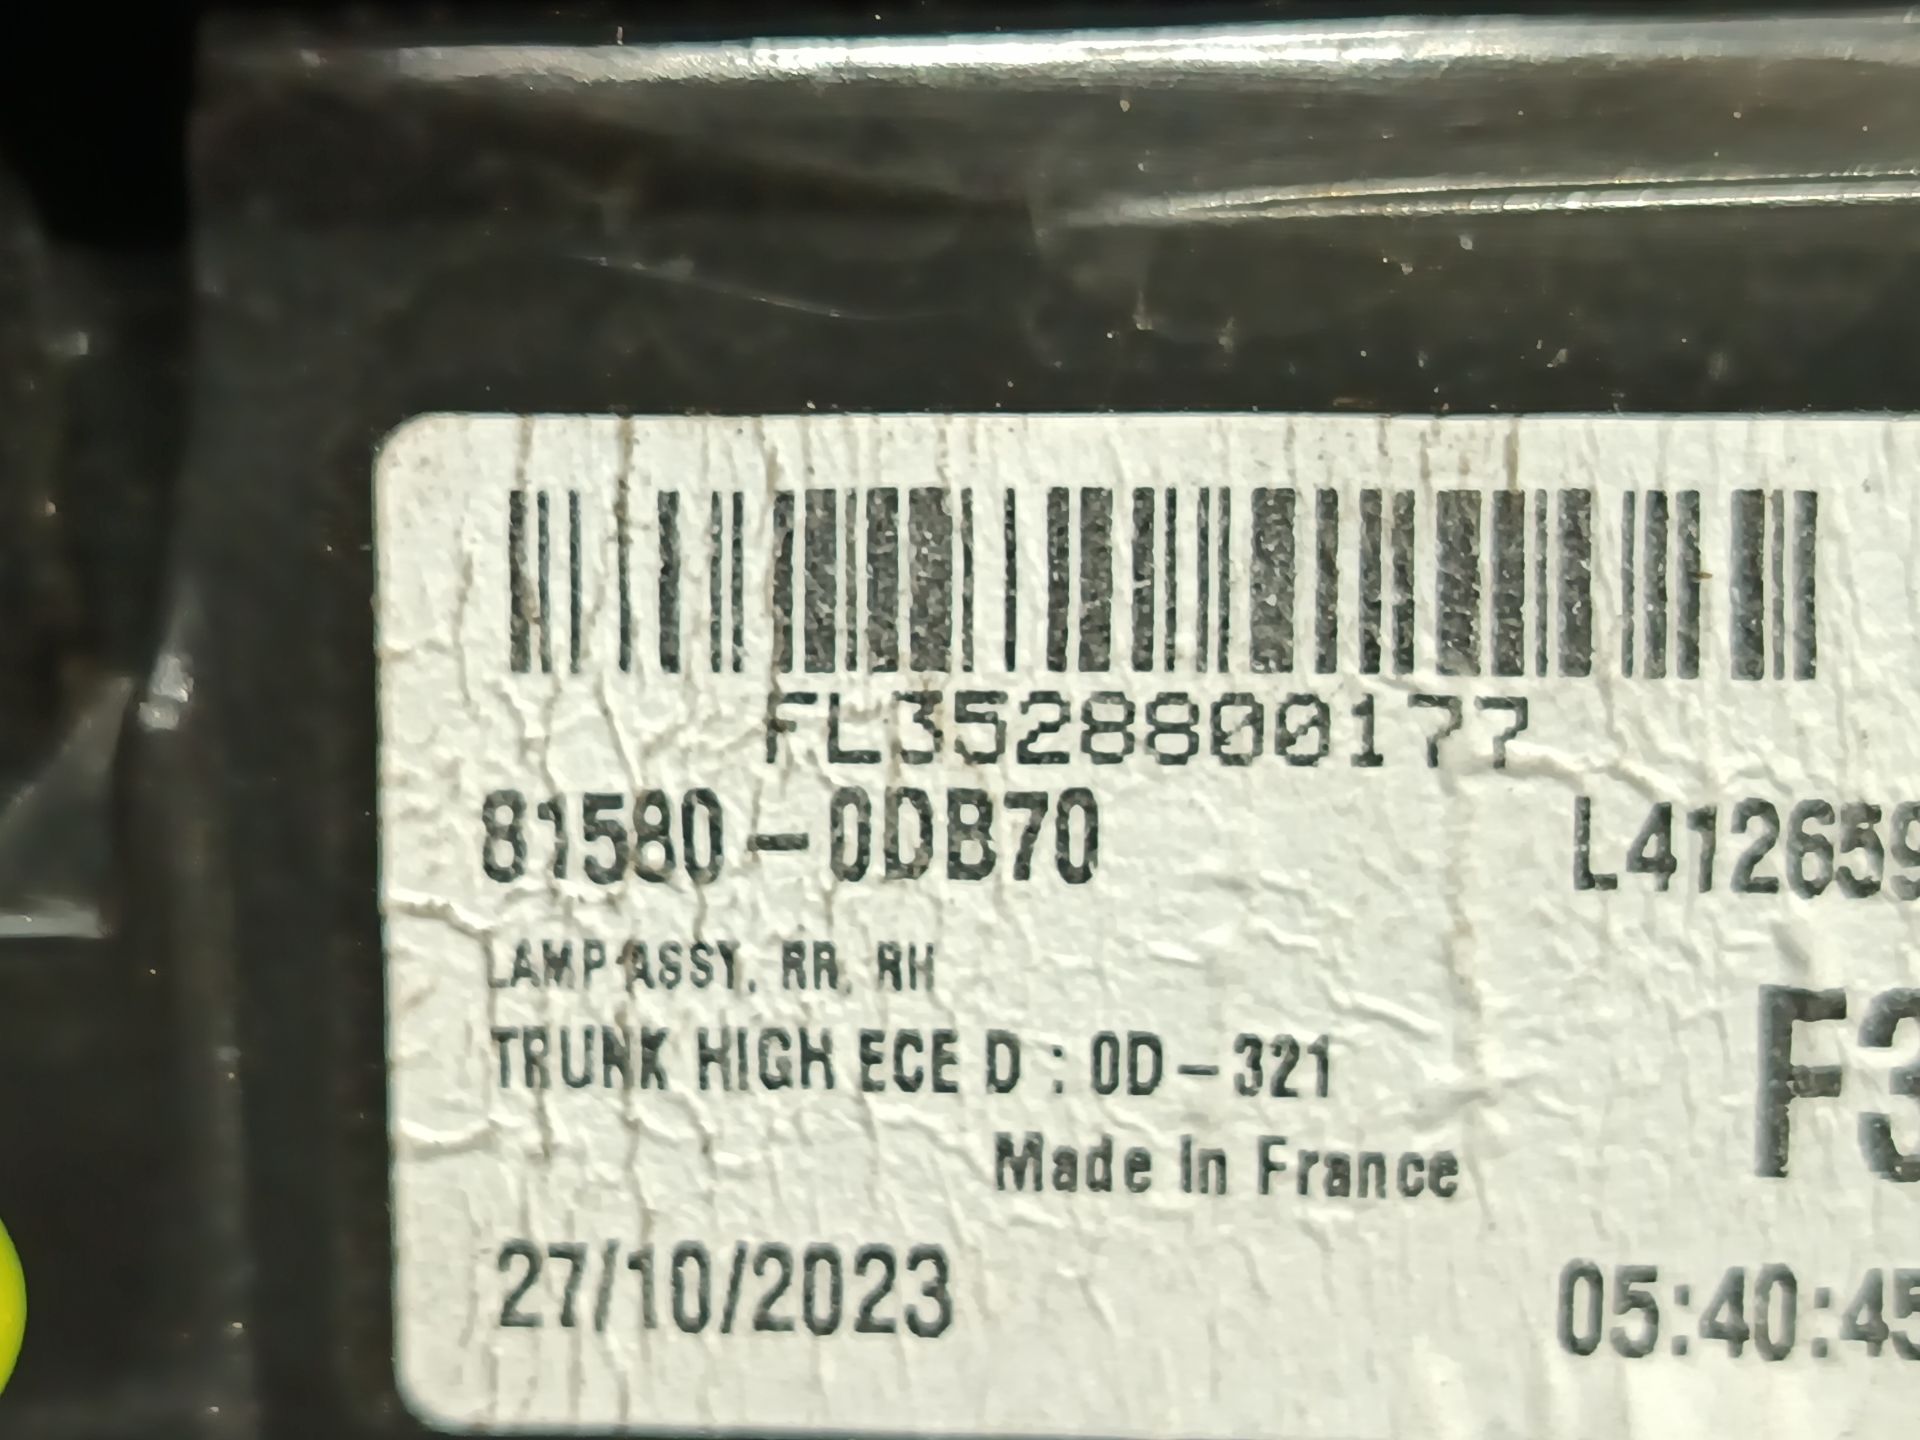 FL3528800177
81580-0DB70 L412659
LAMP ASSY, RR, RH
TRUNK HIGH ECE D : 0D-321
F3
Made In France
27/10/2023 05:40:45